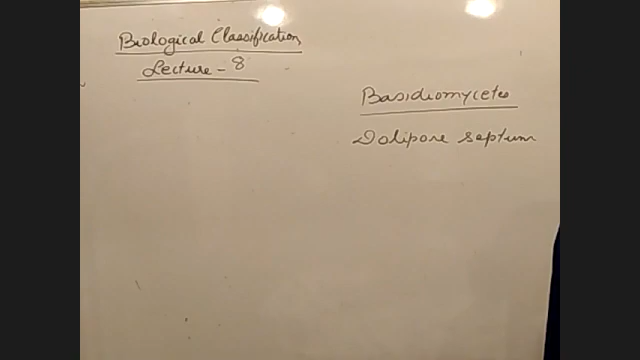 Biological Classification
Lecture - 8
Basidiomycetes
Dolipore septum